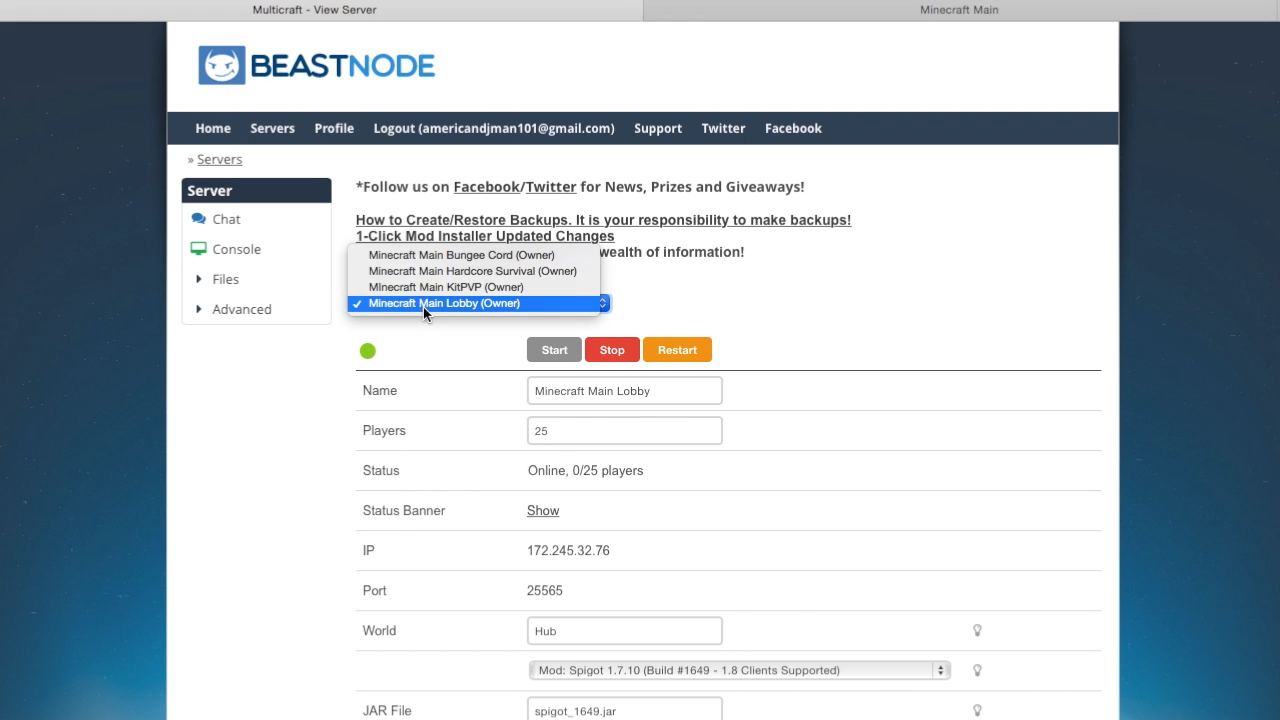 Multicraft - View Server
Minecraft Main
BEASTNODE
Home Servers Profile Logout (americandjman101@gmail.com) Support Twitter Facebook
» Servers
Server
Chat
Console
Files
Advanced
*Follow us on Facebook/Twitter for News, Prizes and Giveaways!
How to Create/Restore Backups. It is your responsibility to make backups!
1-Click Mod Installer Updated Changes
wealth of information!
Minecraft Main Bungee Cord (Owner)
Minecraft Main Hardcore Survival (Owner)
MInecraft Main KitPVP (Owner)
Minecraft Main Lobby (Owner)
Start Stop Restart
Name Minecraft Main Lobby
Players 25
Status Online, 0/25 players
Status Banner Show
IP 172.245.32.76
Port 25565
World Hub
Mod: Spigot 1.7.10 (Build #1649 - 1.8 Clients Supported)
JAR File spigot_1649.jar